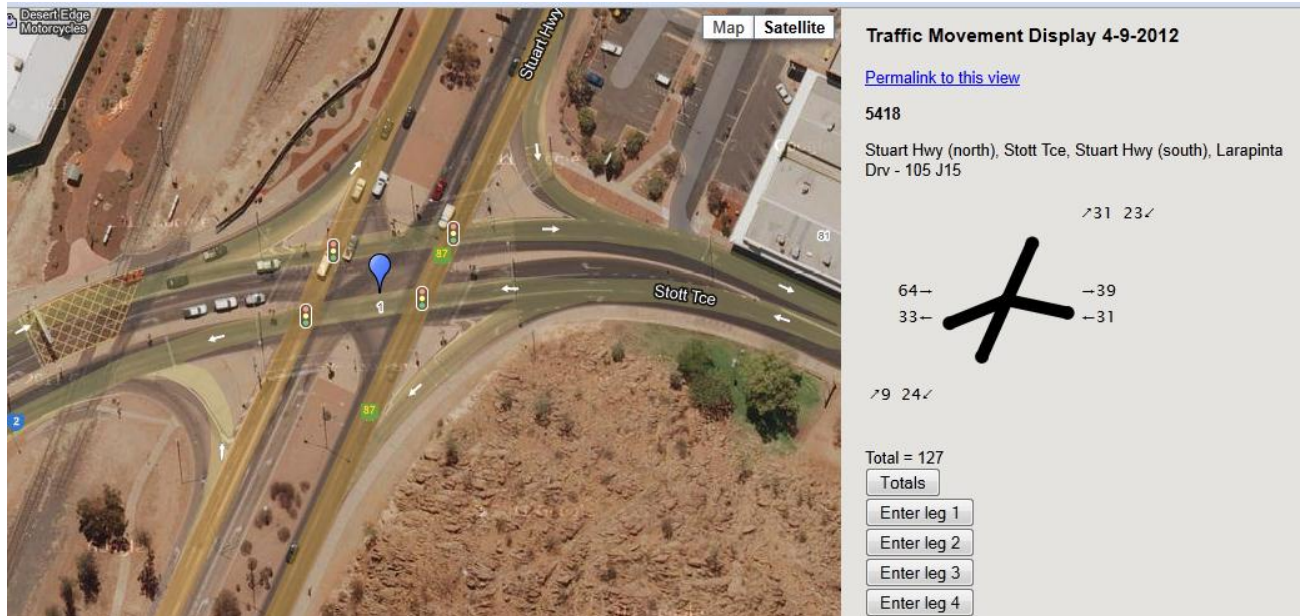 Desert Edge
Motorcycles
Map Satellite
Stuart Hwy
81
87
1
Stott Tce
87
2
Traffic Movement Display 4-9-2012
Permalink to this view
5418
Stuart Hwy (north), Stott Tce, Stuart Hwy (south), Larapinta
Drv - 105 J15
↗31 23↙
64→ →39
33← ←31
↗9 24↙
Total = 127
Totals
Enter leg 1
Enter leg 2
Enter leg 3
Enter leg 4